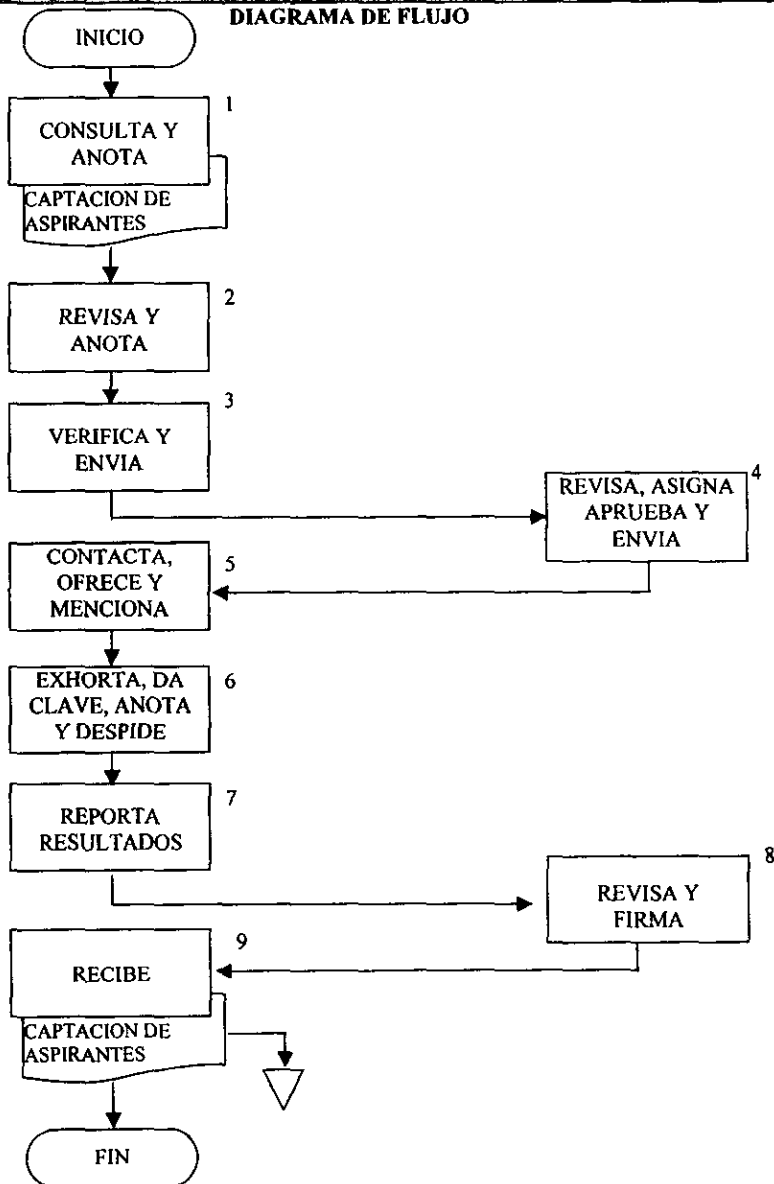 DIAGRAMA DE FLUJO
INICIO
1
CONSULTA Y
ANOTA
CAPTACION DE
ASPIRANTES
2
REVISA Y
ANOTA
3
VERIFICA Y
ENVIA
4
REVISA, ASIGNA
APRUEBA Y
ENVIA
5
CONTACTA,
OFRECE Y
MENCIONA
6
EXHORTA, DA
CLAVE, ANOTA
Y DESPIDE
7
REPORTA
RESULTADOS
8
REVISA Y
FIRMA
9
RECIBE
CAPTACION DE
ASPIRANTES
FIN